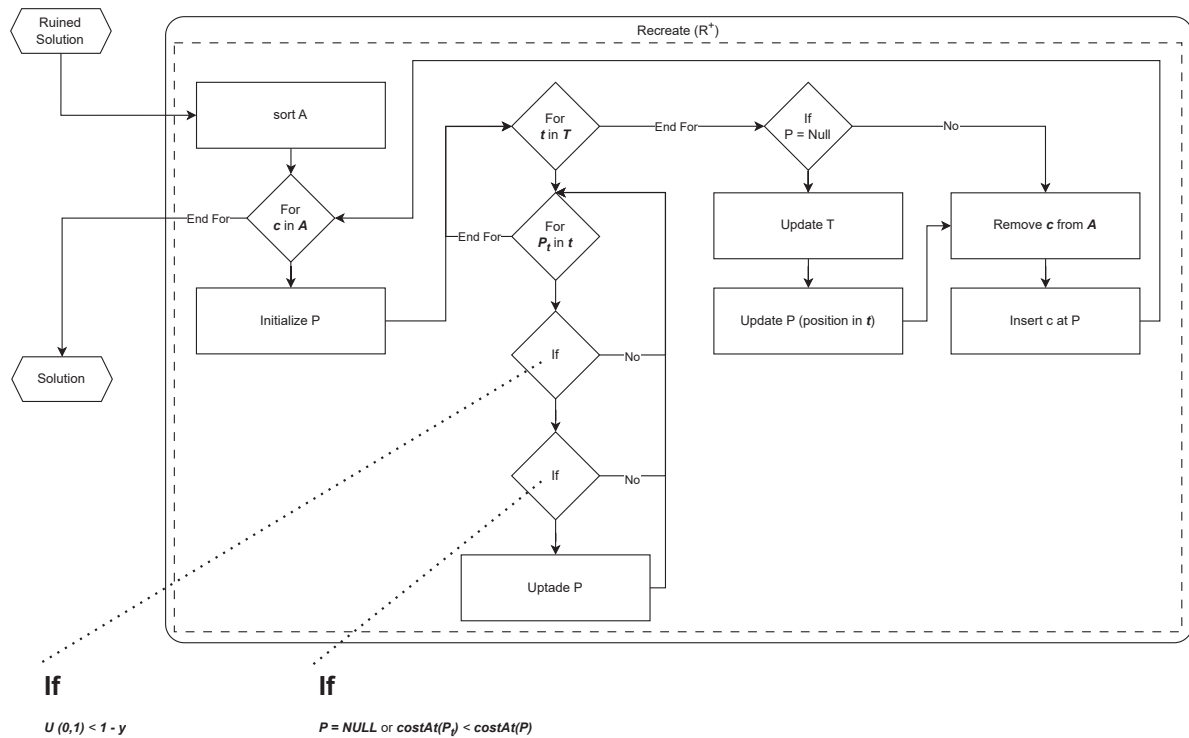 Ruined
Solution
Recreate (R+)
sort A
For
c in A
End For
Initialize P
Solution
For
t in T
End For
For
Pt in t
End For
If
No
If
No
Uptade P
If
P = Null
No
Update T
Update P (position in t)
Remove c from A
Insert c at P
If
U (0,1) < 1 - y
If
P = NULL or costAt(Pt) < costAt(P)